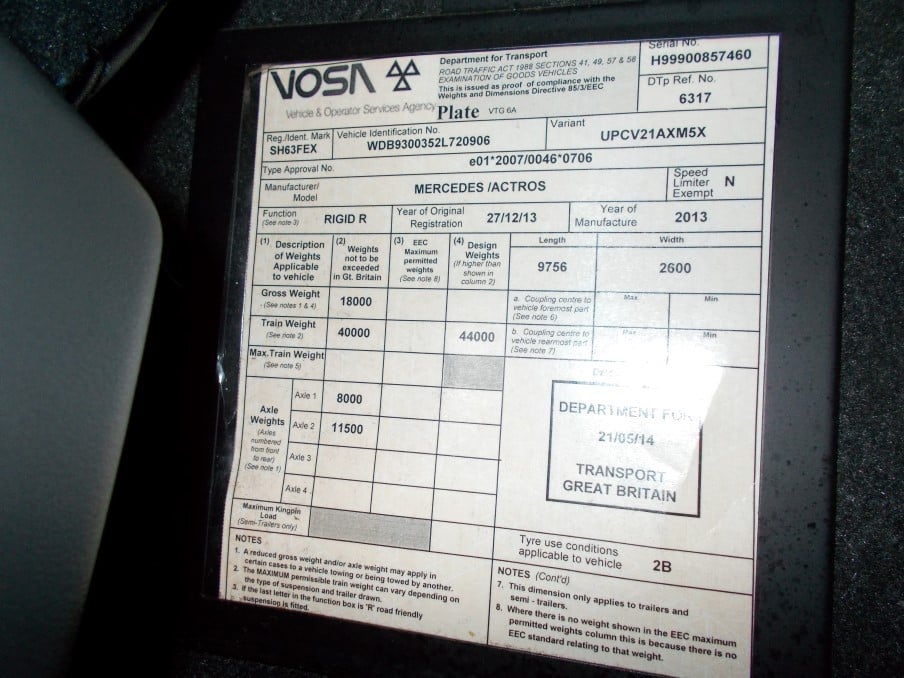 VOSA
Vehicle & Operator Services Agency
Department for Transport
ROAD TRAFFIC ACT 1988 SECTIONS 41, 49, 57 & 58
EXAMINATION OF GOODS VEHICLES
This is issued as proof of compliance with the
Weights and Dimensions Directive 85/3/EEC
Plate VTG 6A
Serial No.
H99900857460
DTp Ref. No.
6317
Reg./Ident. Mark
SH63FEX
Vehicle Identification No.
WDB9300352L720906
Variant
UPCV21AXM5X
Type Approval No.
e01*2007/0046*0706
Manufacturer/
Model
MERCEDES /ACTROS
Speed
Limiter
Exempt
N
Function
(See note 3)
RIGID R
Year of Original
Registration
27/12/13
Year of
Manufacture
2013
(1) Description
of Weights
Applicable
to vehicle
(2) Weights
not to be
exceeded
in Gt. Britain
(3) EEC
Maximum
permitted
weights
(See note 8)
(4) Design
Weights
(if higher than
shown in
column 2)
Length
9756
Width
2600
Gross Weight
(See notes 1 & 4)
18000
a. Coupling centre to
vehicle foremost part
(See note 6)
Max
Min
Train Weight
(See note 2)
40000
44000
b. Coupling centre to
vehicle rearmost part
(See note 7)
Max
Min
Max.Train Weight
(See note 5)
Axle
Weights
(Axles
numbered
from front
to rear)
(See note 1)
Axle 1
8000
Axle 2
11500
Axle 3
Axle 4
DEPARTMENT FOR
21/05/14
TRANSPORT
GREAT BRITAIN
Maximum Kingpin
Load
(Semi-Trailers only)
Tyre use conditions
applicable to vehicle
2B
NOTES
1. A reduced gross weight and/or axle weight may apply in
certain cases to a vehicle towing or being towed by another.
2. The MAXIMUM permissible train weight can vary depending on
the type of suspension and trailer drawn.
3. If the last letter in the function box is 'R' road friendly
suspension is fitted.
NOTES (Cont'd)
7. This dimension only applies to trailers and
semi - trailers.
8. Where there is no weight shown in the EEC maximum
permitted weights column this is because there is no
EEC standard relating to that weight.